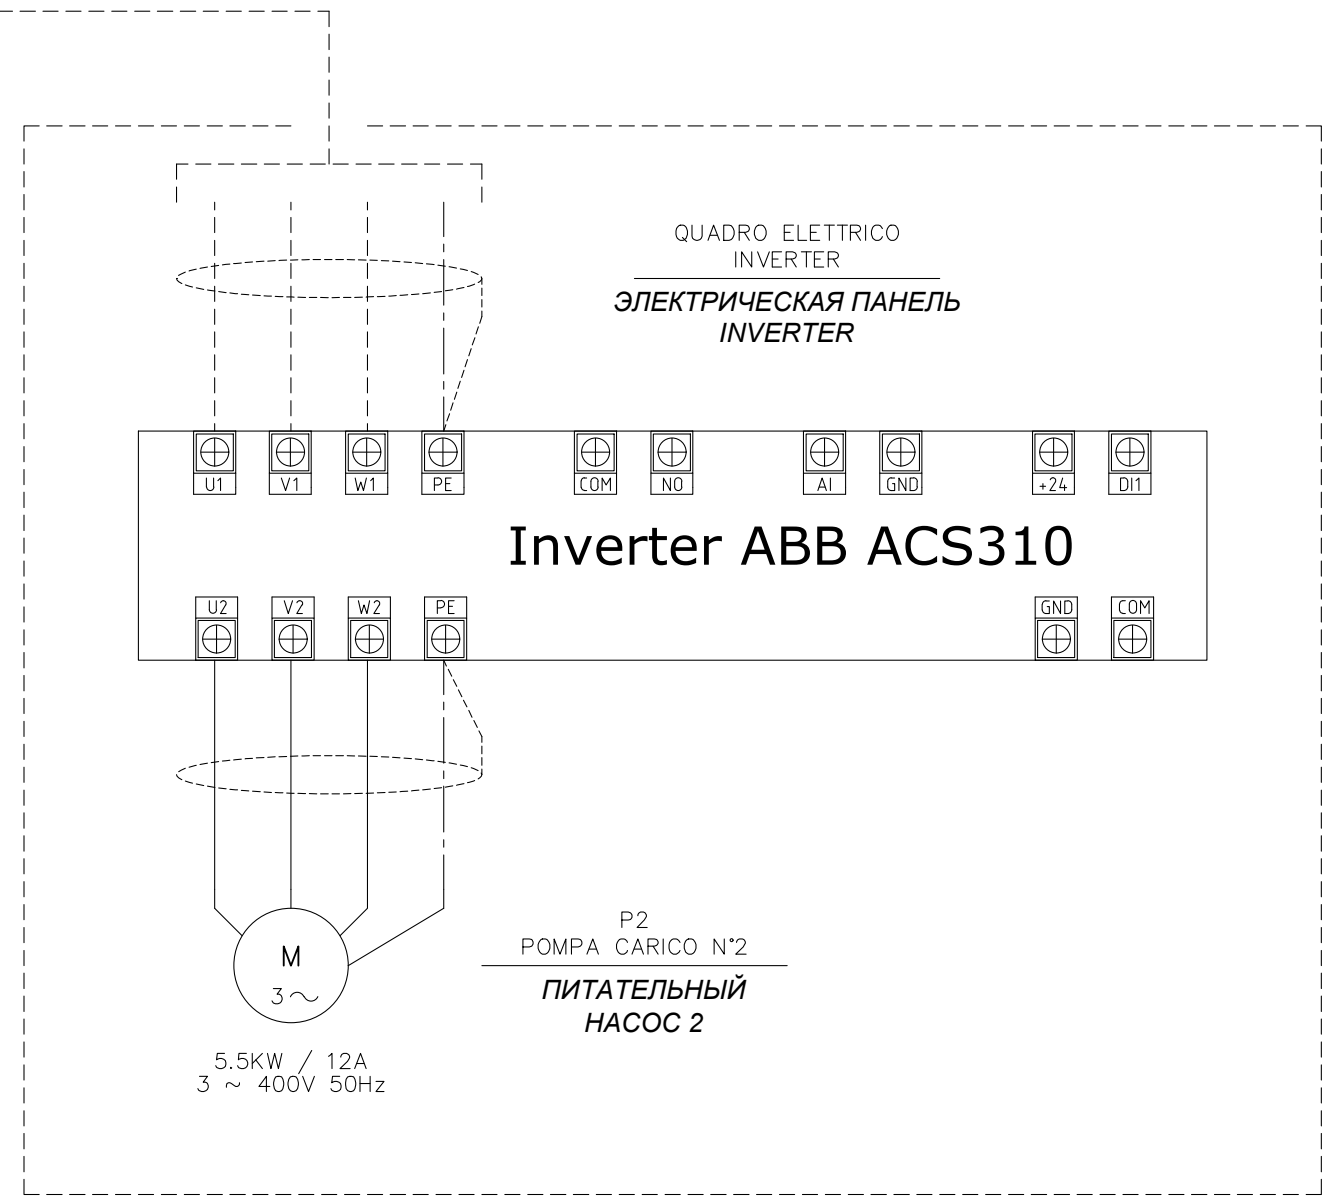 QUADRO ELETTRICO
INVERTER
ЭЛЕКТРИЧЕСКАЯ ПАНЕЛЬ
INVERTER
U1 V1 W1 PE COM NO AI GND +24 DI1
Inverter ABB ACS310
U2 V2 W2 PE GND COM
P2
POMPA CARICO N°2
ПИТАТЕЛЬНЫЙ
НАСОС 2
M
3~
5.5KW / 12A
3 ~ 400V 50Hz